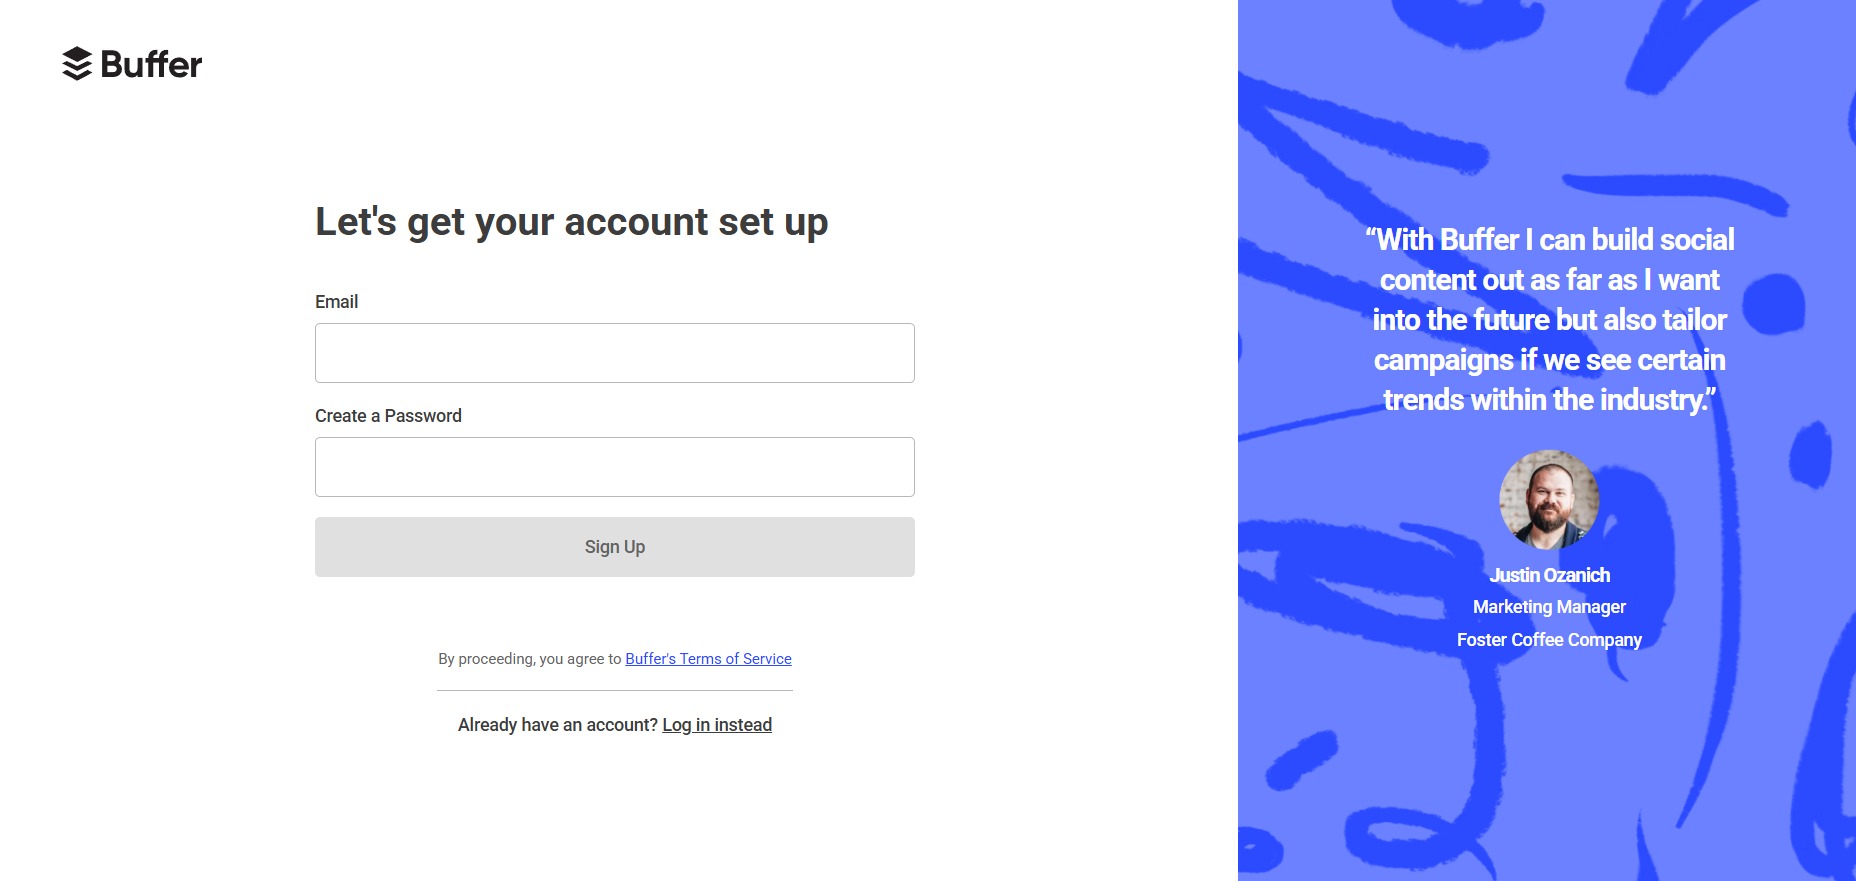 Buffer
Let's get your account set up
Email
Create a Password
Sign Up
By proceeding, you agree to Buffer's Terms of Service
Already have an account? Log in instead
“With Buffer I can build social
content out as far as I want
into the future but also tailor
campaigns if we see certain
trends within the industry.”
Justin Ozanich
Marketing Manager
Foster Coffee Company